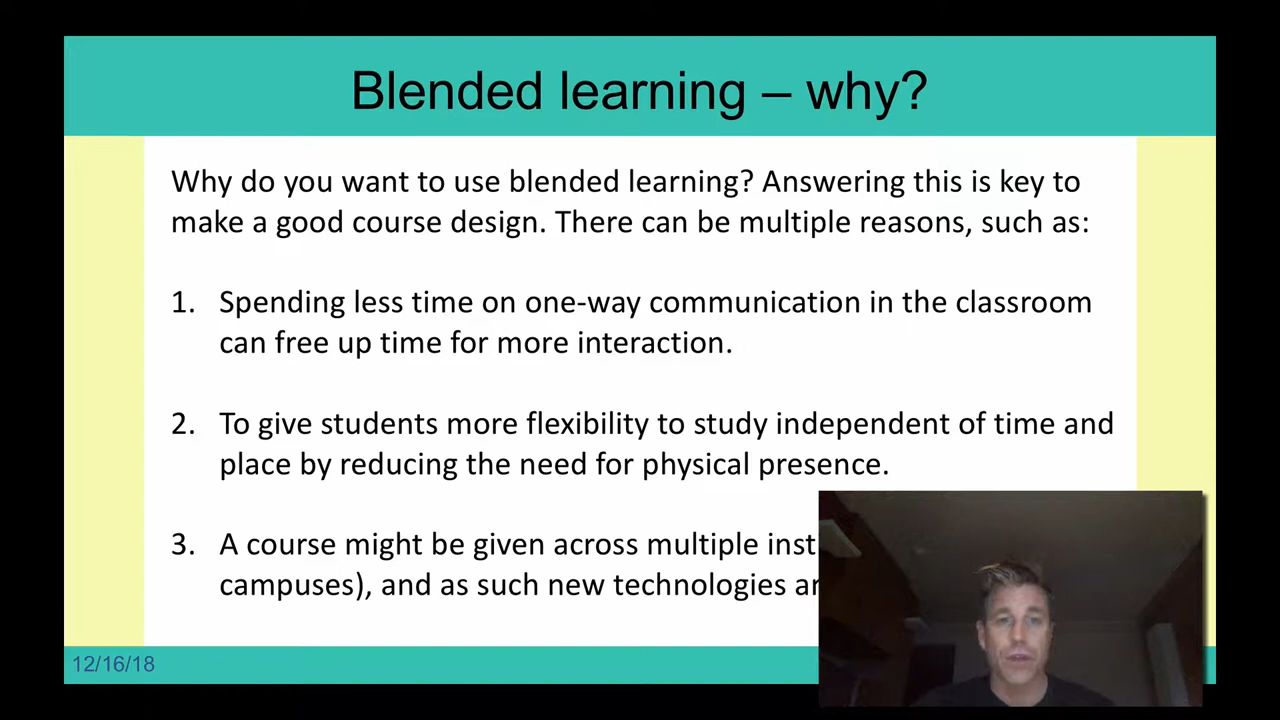 Blended learning – why?
Why do you want to use blended learning? Answering this is key to
make a good course design. There can be multiple reasons, such as:
1. Spending less time on one-way communication in the classroom
can free up time for more interaction.
2. To give students more flexibility to study independent of time and
place by reducing the need for physical presence.
3. A course might be given across multiple
campuses), and as such new technologies
12/16/18